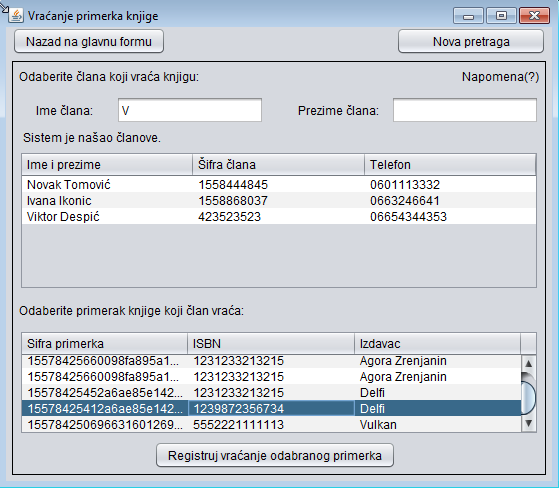 Vraćanje primerka knjige
Nazad na glavnu formu Nova pretraga
Odaberite člana koji vraća knjigu: Napomena(?)
Ime člana: V Prezime člana:
Sistem je našao članove.
Ime i prezime Šifra člana Telefon
Novak Tomović 1558444845 0601113332
Ivana Ikonic 1558868037 0663246641
Viktor Despić 423523523 06654344353
Odaberite primerak knjige koji član vraća:
Sifra primerka ISBN Izdavac
15578425660098fa895a1... 1231233213215 Agora Zrenjanin
15578425660098fa895a1... 1231233213215 Agora Zrenjanin
15578425452a6ae85e142... 1231233213215 Delfi
15578425412a6ae85e142... 1239872356734 Delfi
15578425069663160126​9... 5552221111113 Vulkan
Registruj vraćanje odabranog primerka